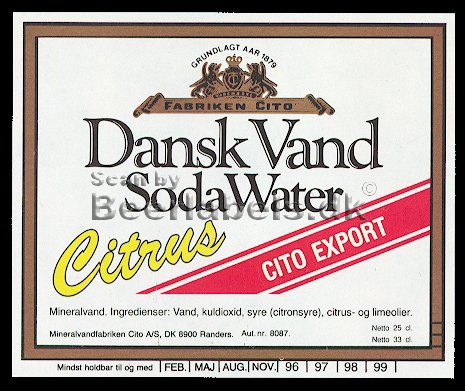 GRUNDLAGT AAR 1879
FABRIKEN CITO
Dansk Vand
Scan by
Soda Water ©
Beerlabels.dk
Citrus
CITO EXPORT
Mineralvand. Ingredienser: Vand, kuldioxid, syre (citronsyre), citrus- og limeolier.
Mineralvandfabriken Cito A/S, DK 8900 Randers. Aut. nr. 8087.
Netto 25 cl.
Netto 33 cl.
Mindst holdbar til og med | FEB. | MAJ | AUG. | NOV. | 96 | 97 | 98 | 99 |